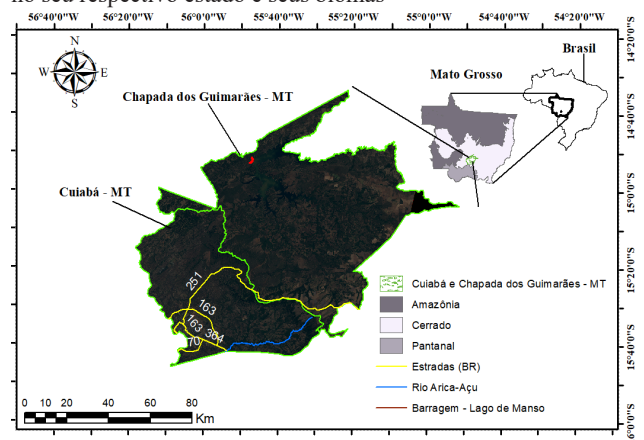 no seu respectivo estado e seus biomas
56°40'0"W 56°20'0"W 56°0'0"W 55°40'0"W 55°20'0"W 55°0'0"W 54°40'0"W 54°20'0"W
N
W E
S
Brasil
Mato Grosso
Chapada dos Guimarães - MT
Cuiabá - MT
14°20'0"S
14°40'0"S
15°0'0"S
15°20'0"S
15°40'0"S
251
163
163
364
70
Cuiabá e Chapada dos Guimarães - MT
Amazônia
Cerrado
Pantanal
Estradas (BR)
Rio Arica-Açu
Barragem - Lago de Manso
0 10 20 40 60 80
Km